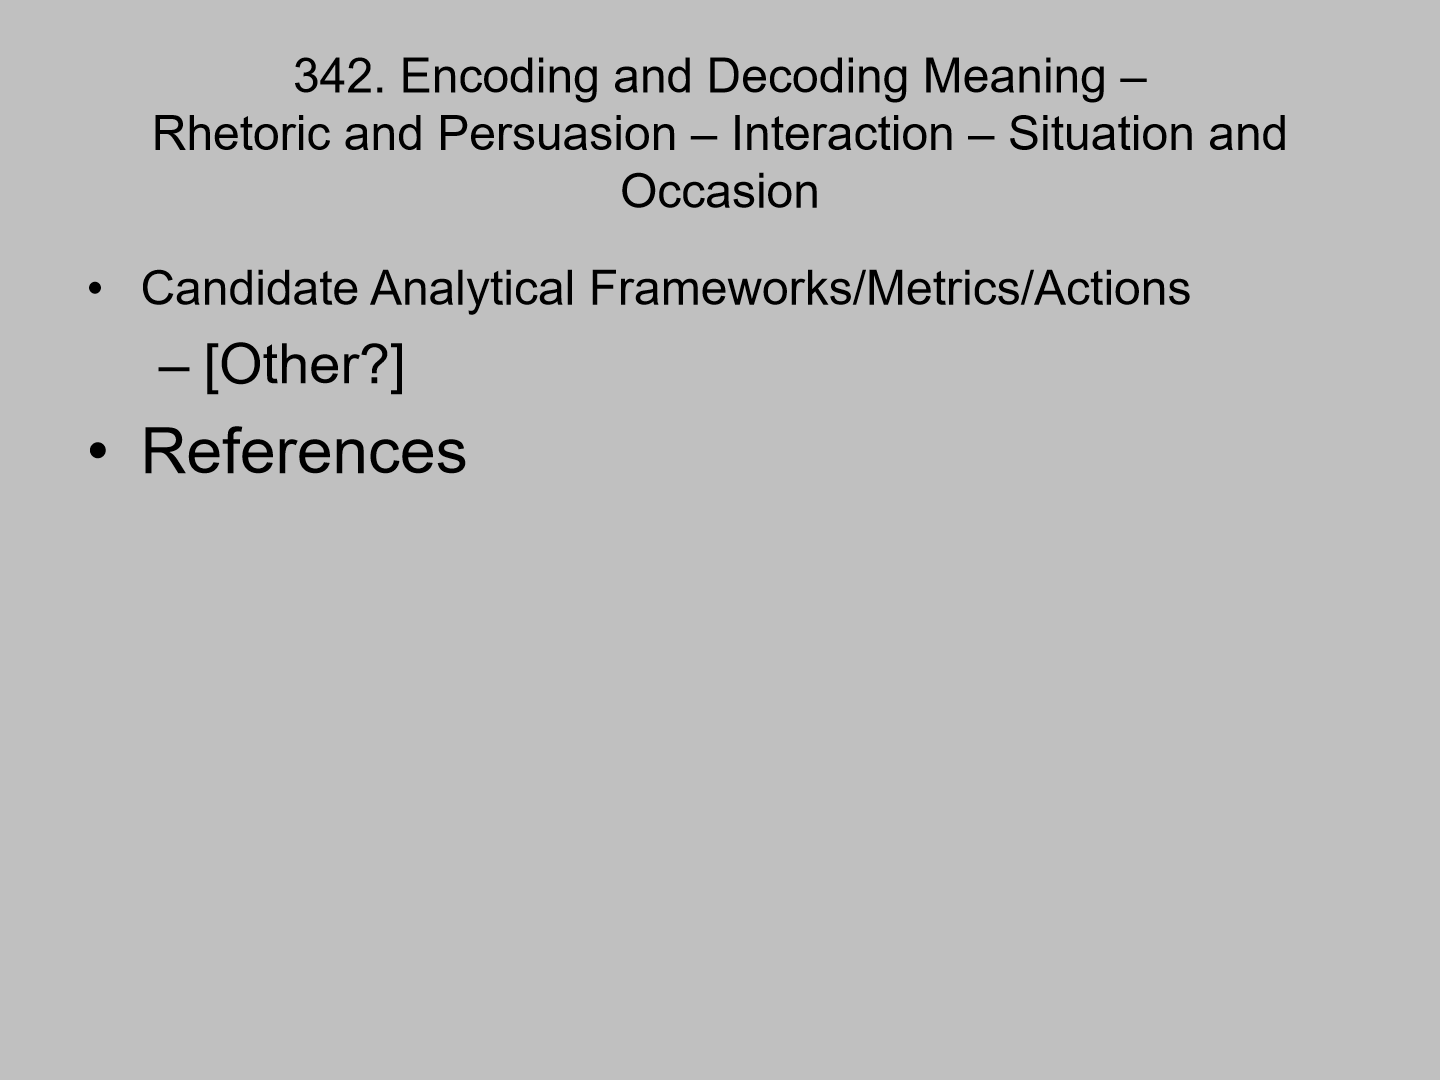 342. Encoding and Decoding Meaning –
Rhetoric and Persuasion – Interaction – Situation and
Occasion
• Candidate Analytical Frameworks/Metrics/Actions
– [Other?]
• References